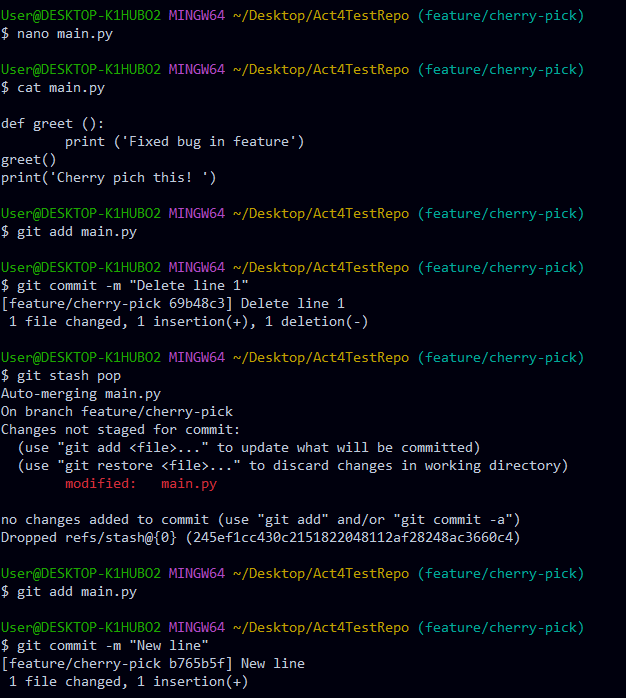 User@DESKTOP-K1HUBO2 MINGW64 ~/Desktop/Act4TestRepo (feature/cherry-pick)
$ nano main.py
User@DESKTOP-K1HUBO2 MINGW64 ~/Desktop/Act4TestRepo (feature/cherry-pick)
$ cat main.py
def greet ():
        print ('Fixed bug in feature')
greet()
print('Cherry pich this! ')
User@DESKTOP-K1HUBO2 MINGW64 ~/Desktop/Act4TestRepo (feature/cherry-pick)
$ git add main.py
User@DESKTOP-K1HUBO2 MINGW64 ~/Desktop/Act4TestRepo (feature/cherry-pick)
$ git commit -m "Delete line 1"
[feature/cherry-pick 69b48c3] Delete line 1
 1 file changed, 1 insertion(+), 1 deletion(-)
User@DESKTOP-K1HUBO2 MINGW64 ~/Desktop/Act4TestRepo (feature/cherry-pick)
$ git stash pop
Auto-merging main.py
On branch feature/cherry-pick
Changes not staged for commit:
  (use "git add <file>..." to update what will be committed)
  (use "git restore <file>..." to discard changes in working directory)
        modified:   main.py
no changes added to commit (use "git add" and/or "git commit -a")
Dropped refs/stash@{0} (245ef1cc430c2151822048112af28248ac3660c4)
User@DESKTOP-K1HUBO2 MINGW64 ~/Desktop/Act4TestRepo (feature/cherry-pick)
$ git add main.py
User@DESKTOP-K1HUBO2 MINGW64 ~/Desktop/Act4TestRepo (feature/cherry-pick)
$ git commit -m "New line"
[feature/cherry-pick b765b5f] New line
 1 file changed, 1 insertion(+)